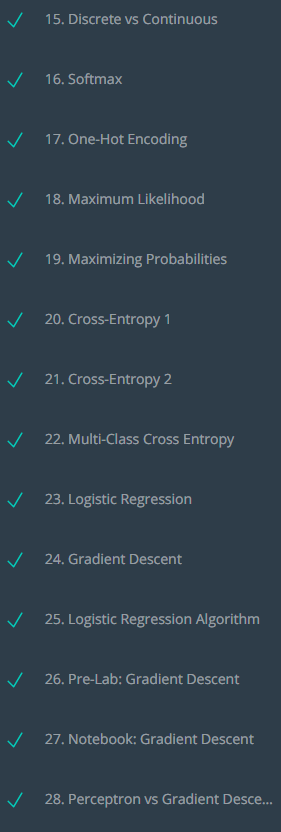 15. Discrete vs Continuous
16. Softmax
17. One-Hot Encoding
18. Maximum Likelihood
19. Maximizing Probabilities
20. Cross-Entropy 1
21. Cross-Entropy 2
22. Multi-Class Cross Entropy
23. Logistic Regression
24. Gradient Descent
25. Logistic Regression Algorithm
26. Pre-Lab: Gradient Descent
27. Notebook: Gradient Descent
28. Perceptron vs Gradient Desce...